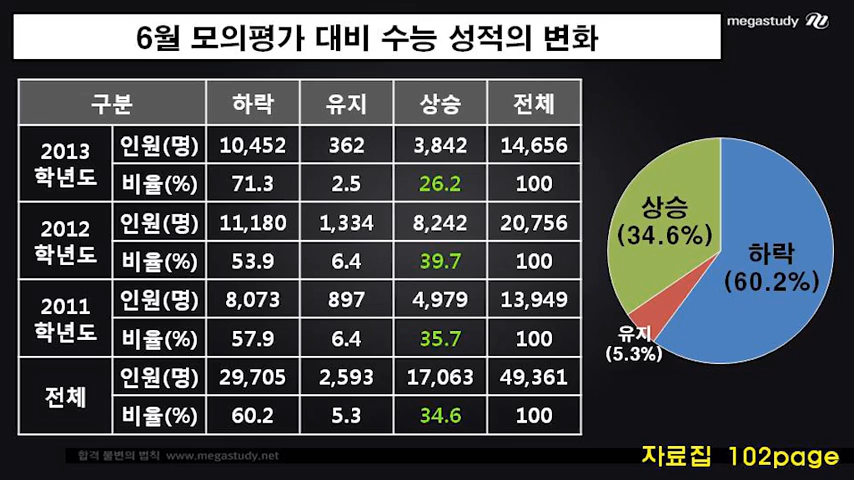 megastudy
6월 모의평가 대비 수능 성적의 변화
구분 하락 유지 상승 전체
2013 학년도 인원(명) 10,452 362 3,842 14,656
비율(%) 71.3 2.5 26.2 100
2012 학년도 인원(명) 11,180 1,334 8,242 20,756
비율(%) 53.9 6.4 39.7 100
2011 학년도 인원(명) 8,073 897 4,979 13,949
비율(%) 57.9 6.4 35.7 100
전체 인원(명) 29,705 2,593 17,063 49,361
비율(%) 60.2 5.3 34.6 100
상승
(34.6%)
하락
(60.2%)
유지
(5.3%)
합격 불변의 법칙 www.megastudy.net
자료집 102page